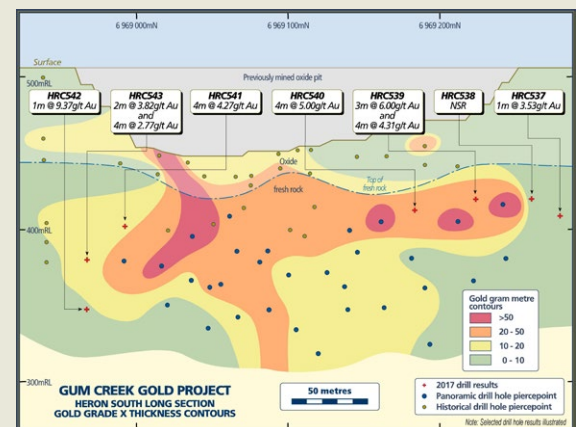 6 969 000mN
6 969 100mN
6 969 200mN
Surface
500mRL
Previously mined oxide pit
HRC542
1m @ 9.37g/t Au
HRC543
2m @ 3.82g/t Au
and
4m @ 2.77g/t Au
HRC541
4m @ 4.27g/t Au
HRC540
4m @ 5.00g/t Au
HRC539
3m @ 6.00g/t Au
and
4m @ 4.31g/t Au
HRC538
NSR
HRC537
1m @ 3.53g/t Au
Oxide
fresh rock
Top of
fresh rock
400mRL
300mRL
Gold gram metre
contours
>50
20 - 50
10 - 20
0 - 10
GUM CREEK GOLD PROJECT
HERON SOUTH LONG SECTION
GOLD GRADE X THICKNESS CONTOURS
50 metres
2017 drill results
Panoramic drill hole piercepoint
Historical drill hole piercepoint
Note: Selected drill hole results illustrated